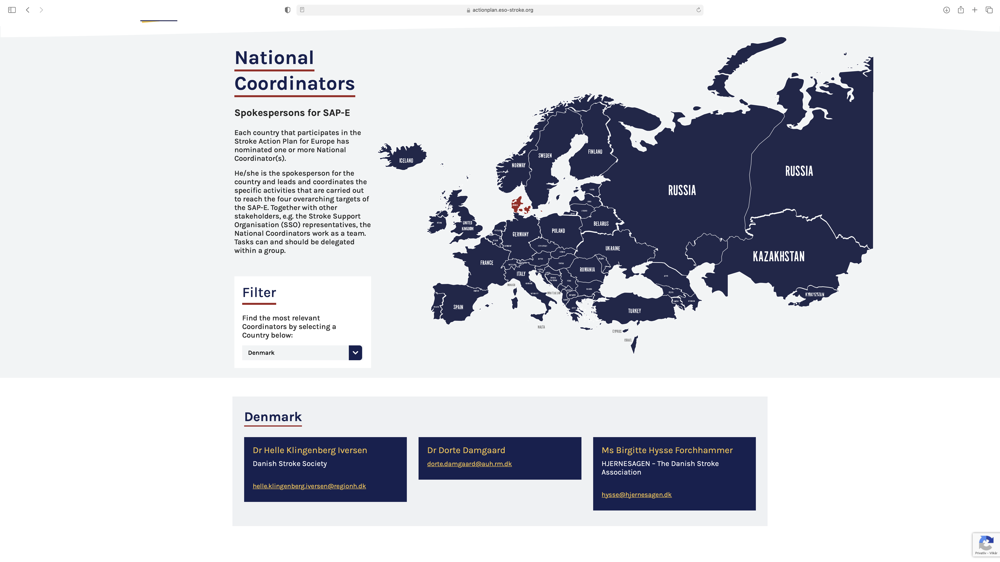 actionplan.eso-stroke.org
National
Coordinators
Spokespersons for SAP-E
Each country that participates in the
Stroke Action Plan for Europe has
nominated one or more National
Coordinator(s).
He/she is the spokesperson for the
country and leads and coordinates the
specific activities that are carried out
to reach the four overarching targets of
the SAP-E. Together with other
stakeholders, e.g. the Stroke Support
Organisation (SSO) representatives, the
National Coordinators work as a team.
Tasks can and should be delegated
within a group.
Filter
Find the most relevant
Coordinators by selecting a
Country below:
Denmark
ICELAND
NORWAY
SWEDEN
FINLAND
RUSSIA
RUSSIA
UNITED
KINGDOM
GERMANY
POLAND
BELARUS
UKRAINE
KAZAKHSTAN
FRANCE
ITALY
ROMANIA
MONACO
MONTENEGRO
SPAIN
TURKEY
KYRGYZSTAN
MALTA
CYPRUS
ISRAEL
Denmark
Dr Helle Klingenberg Iversen
Danish Stroke Society
helle.klingenberg.iversen@regionh.dk
Dr Dorte Damgaard
dorte.damgaard@auh.rm.dk
Ms Birgitte Hysse Forchhammer
HJERNESAGEN – The Danish Stroke
Association
hysse@hjernesagen.dk
Privatliv - Vilkår